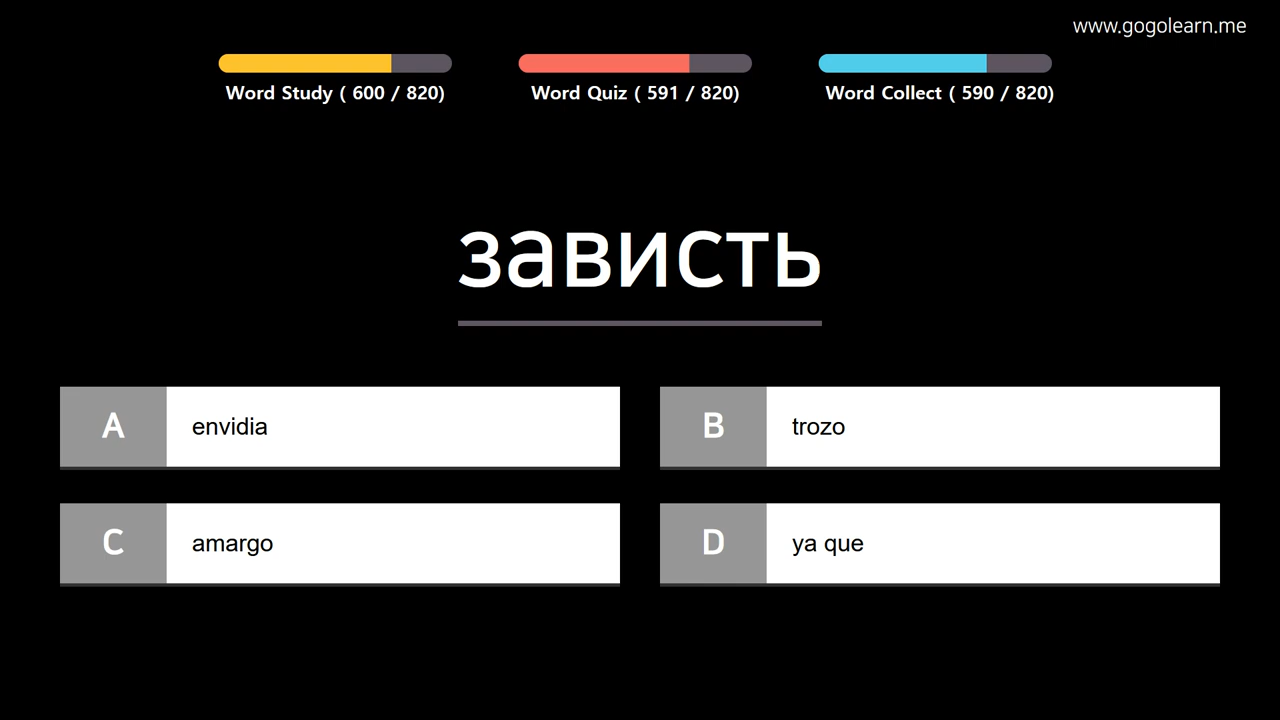 www.gogolearn.me
Word Study ( 600 / 820)
Word Quiz ( 591 / 820)
Word Collect ( 590 / 820)
зависть
A envidia
B trozo
C amargo
D ya que